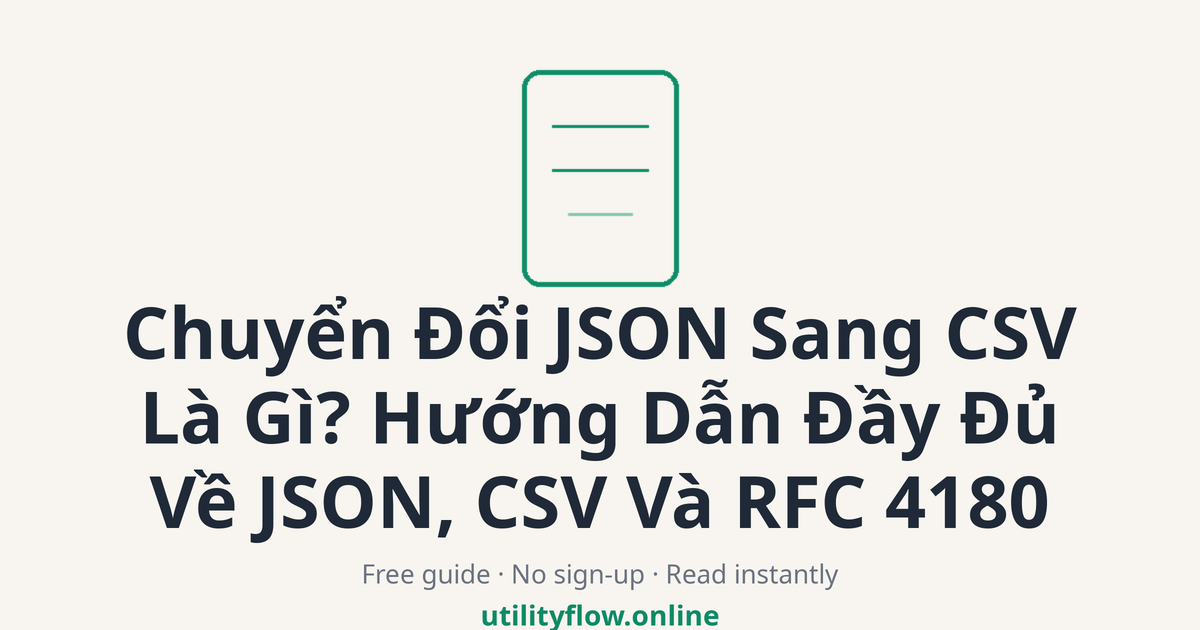 Chuyển Đổi JSON Sang CSV
Là Gì? Hướng Dẫn Đầy Đủ
Về JSON, CSV Và RFC 4180
Free guide · No sign-up · Read instantly
utilityflow.online